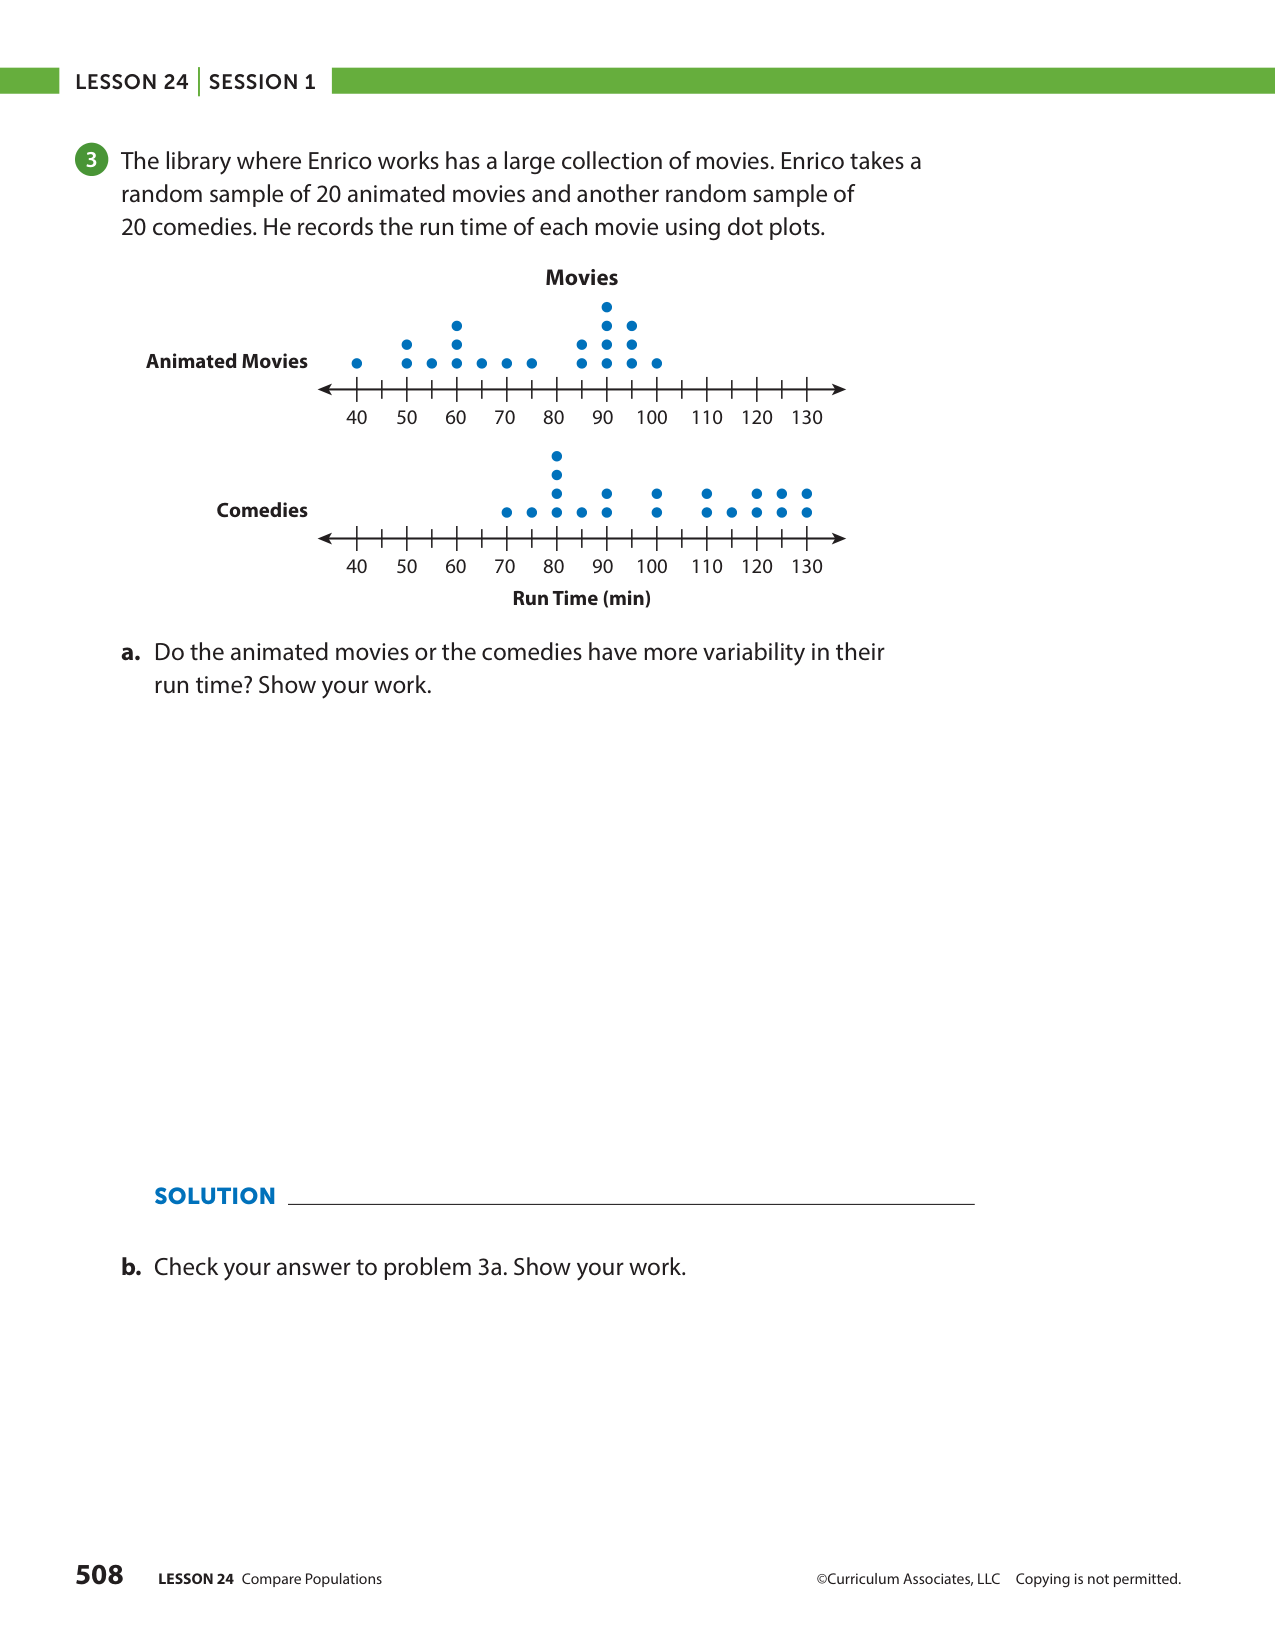 LESSON 24 | SESSION 1
3 The library where Enrico works has a large collection of movies. Enrico takes a
random sample of 20 animated movies and another random sample of
20 comedies. He records the run time of each movie using dot plots.
Movies
Animated Movies
40 50 60 70 80 90 100 110 120 130
Comedies
40 50 60 70 80 90 100 110 120 130
Run Time (min)
a. Do the animated movies or the comedies have more variability in their
run time? Show your work.
SOLUTION
b. Check your answer to problem 3a. Show your work.
508 LESSON 24 Compare Populations ©Curriculum Associates, LLC Copying is not permitted.